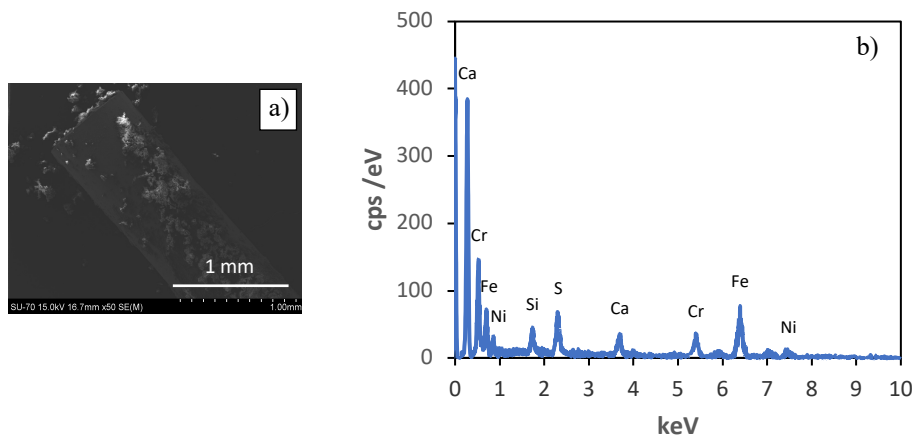 a)
1 mm
SU-70 15.0kV 16.7mm x50 SE(M)
1.00mm
b)
500
400
300
200
100
0
cps /eV
Ca
Cr
Fe
Ni
Si
S
Ca
Cr
Fe
Ni
0 1 2 3 4 5 6 7 8 9 10
keV